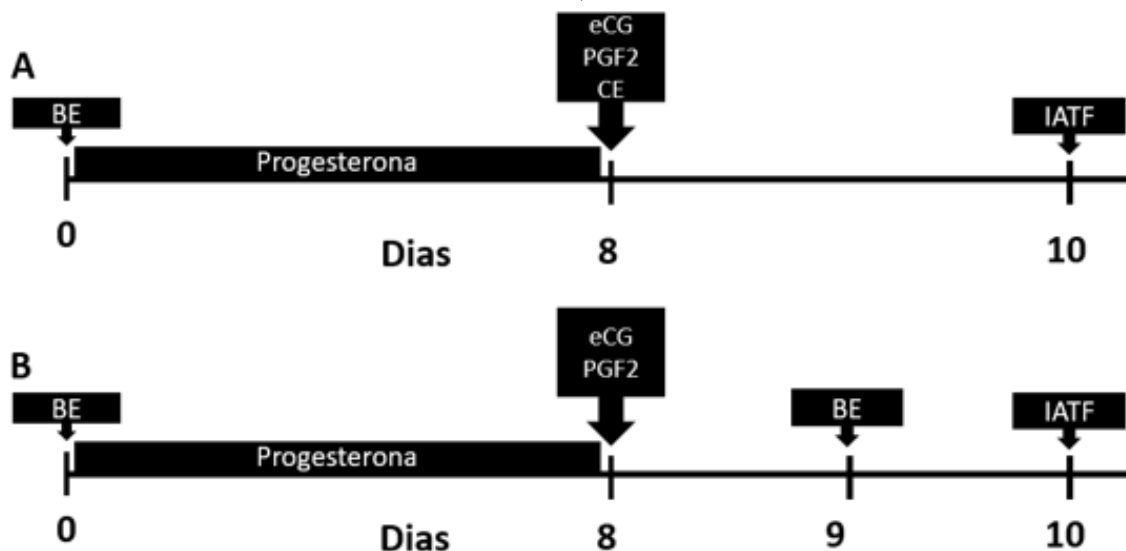 A
eCG
PGF2
CE
BE
IATF
Progesterona
0
Dias
8
10
B
eCG
PGF2
BE
BE
IATF
Progesterona
0
Dias
8
9
10